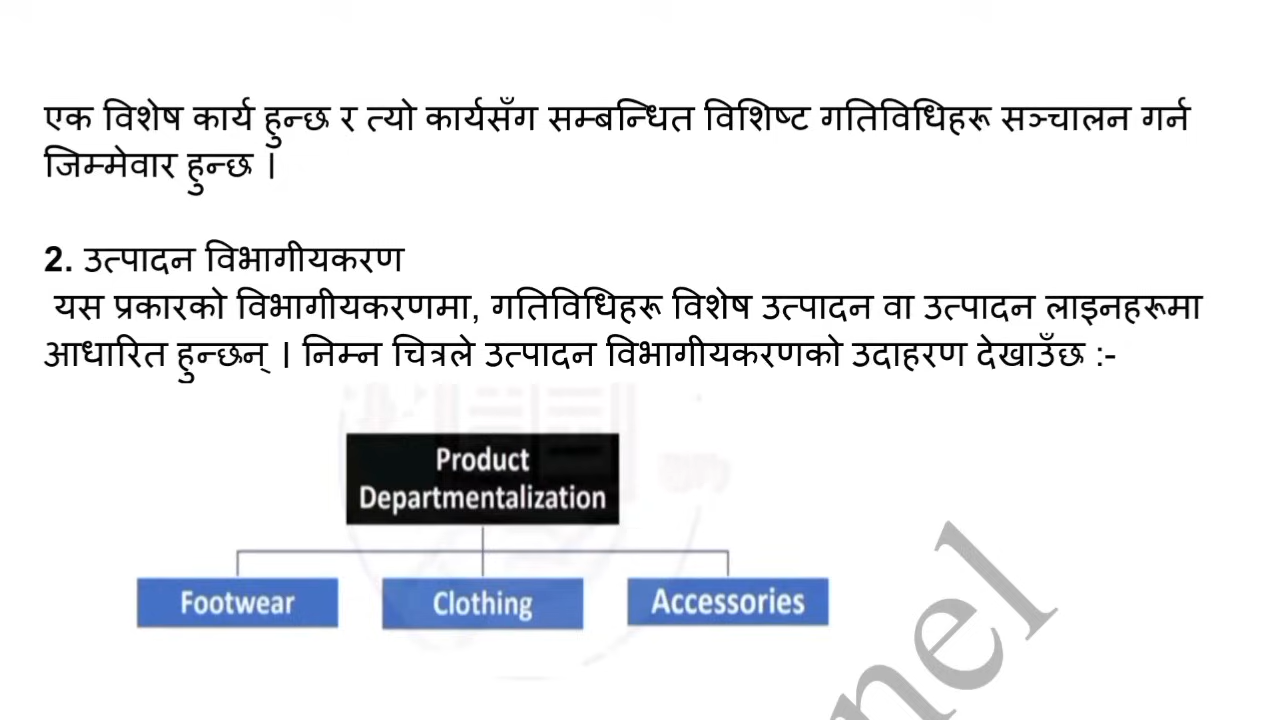 एक विशेष कार्य हुन्छ र त्यो कार्यसँग सम्बन्धित विशिष्ट गतिविधिहरू सञ्चालन गर्न
जिम्मेवार हुन्छ ।
2. उत्पादन विभागीयकरण
यस प्रकारको विभागीयकरणमा, गतिविधिहरू विशेष उत्पादन वा उत्पादन लाइनहरूमा
आधारित हुन्छन् । निम्न चित्रले उत्पादन विभागीयकरणको उदाहरण देखाउँछ :-
Product
Departmentalization
Footwear
Clothing
Accessories
nel